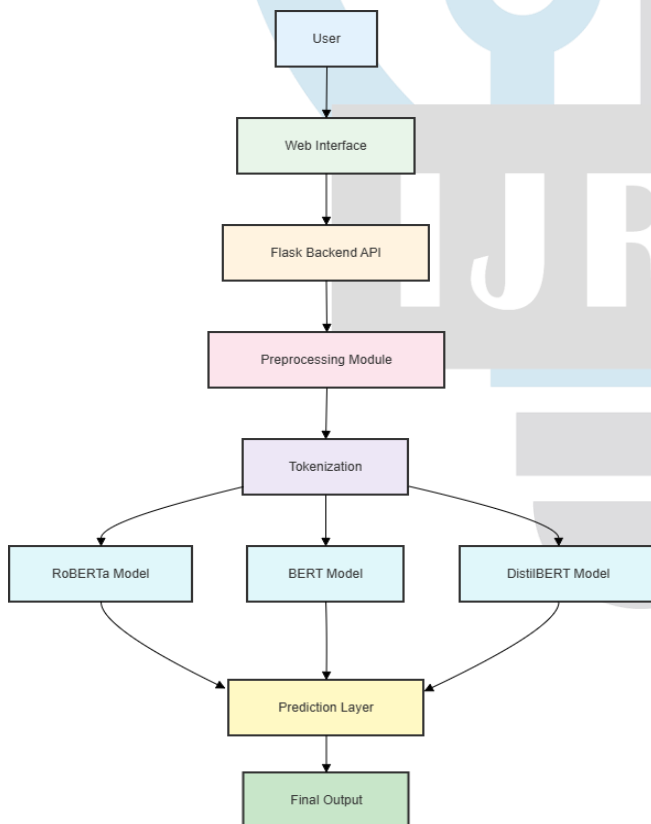 User
Web Interface
Flask Backend API
IJR
Preprocessing Module
Tokenization
RoBERTa Model
BERT Model
DistilBERT Model
Prediction Layer
Final Output